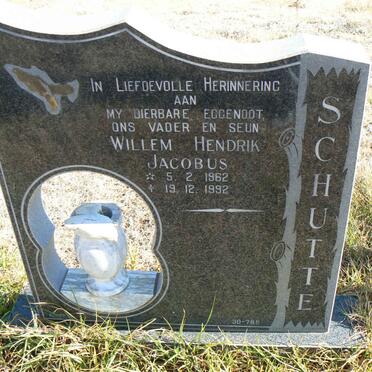 In Liefdevolle Herinnering
aan
my dierbare eggenoot
ons vader en seun
Willem Hendrik
Jacobus
☆ 5. 2. 1962
✝ 19. 12. 1992
SCHUTTE